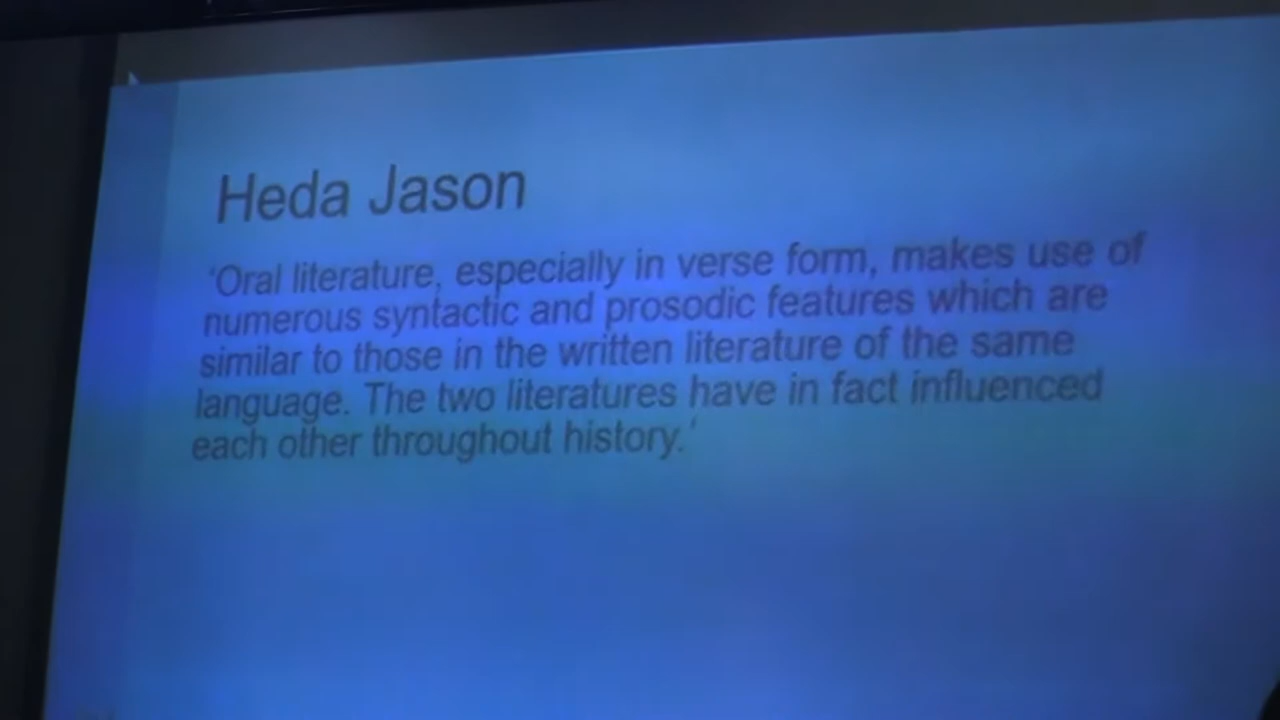 Heda Jason
‘Oral literature, especially in verse form, makes use of
numerous syntactic and prosodic features which are
similar to those in the written literature of the same
language. The two literatures have in fact influenced
each other throughout history.’